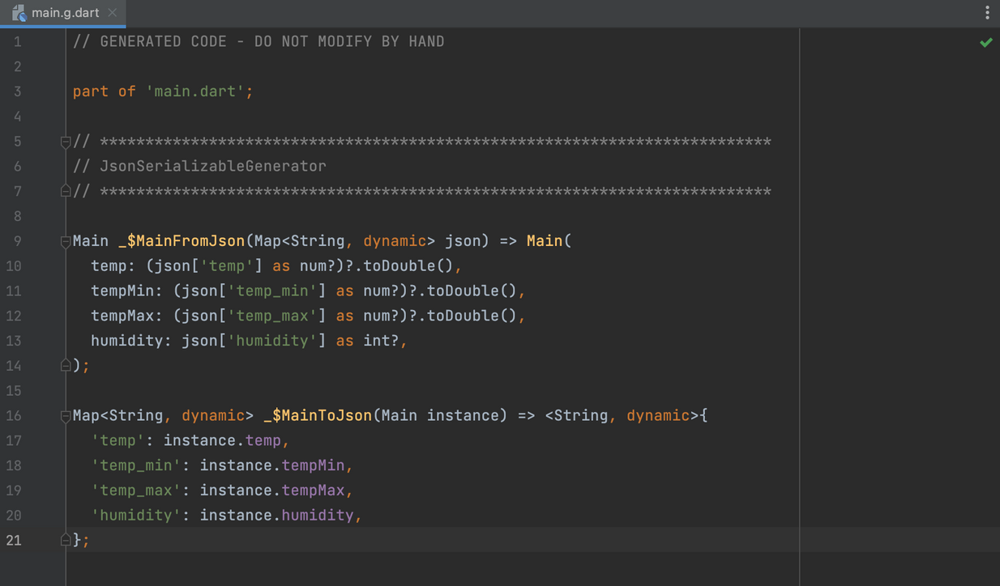 main.g.dart
1 // GENERATED CODE - DO NOT MODIFY BY HAND
2
3 part of 'main.dart';
4
5 // **************************************************************************
6 // JsonSerializableGenerator
7 // **************************************************************************
8
9 Main _$MainFromJson(Map<String, dynamic> json) => Main(
10   temp: (json['temp'] as num?)?.toDouble(),
11   tempMin: (json['temp_min'] as num?)?.toDouble(),
12   tempMax: (json['temp_max'] as num?)?.toDouble(),
13   humidity: json['humidity'] as int?,
14 );
15
16 Map<String, dynamic> _$MainToJson(Main instance) => <String, dynamic>{
17   'temp': instance.temp,
18   'temp_min': instance.tempMin,
19   'temp_max': instance.tempMax,
20   'humidity': instance.humidity,
21 };